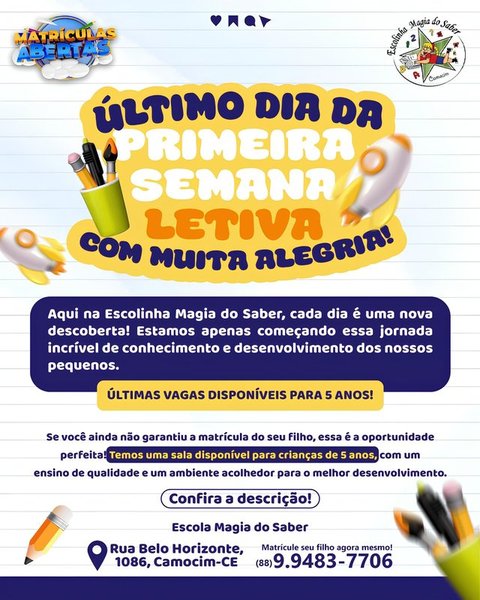 MATRÍCULAS
ABERTAS
Escolinha Magia do Saber
Camocim
ÚLTIMO DIA DA
PRIMEIRA
SEMANA
LETIVA
COM MUITA ALEGRIA!
Aqui na Escolinha Magia do Saber, cada dia é uma nova
descoberta! Estamos apenas começando essa jornada
incrível de conhecimento e desenvolvimento dos nossos
pequenos.
ÚLTIMAS VAGAS DISPONÍVEIS PARA 5 ANOS!
Se você ainda não garantiu a matrícula do seu filho, essa é a oportunidade
perfeita! Temos uma sala disponível para crianças de 5 anos, com um
ensino de qualidade e um ambiente acolhedor para o melhor desenvolvimento.
Confira a descrição!
Escola Magia do Saber
Rua Belo Horizonte,
1086, Camocim-CE
Matrícule seu filho agora mesmo!
(88)9.9483-7706